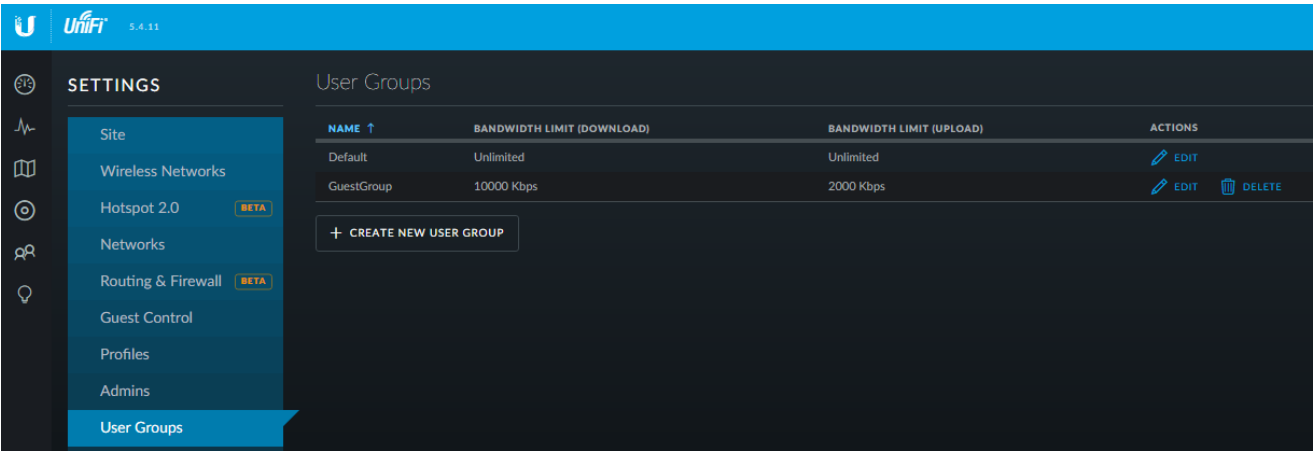 UniFi 5.4.11
SETTINGS
Site
Wireless Networks
Hotspot 2.0 BETA
Networks
Routing & Firewall BETA
Guest Control
Profiles
Admins
User Groups
User Groups
NAME ↑ BANDWIDTH LIMIT (DOWNLOAD) BANDWIDTH LIMIT (UPLOAD) ACTIONS
Default Unlimited Unlimited EDIT
GuestGroup 10000 Kbps 2000 Kbps EDIT DELETE
+ CREATE NEW USER GROUP